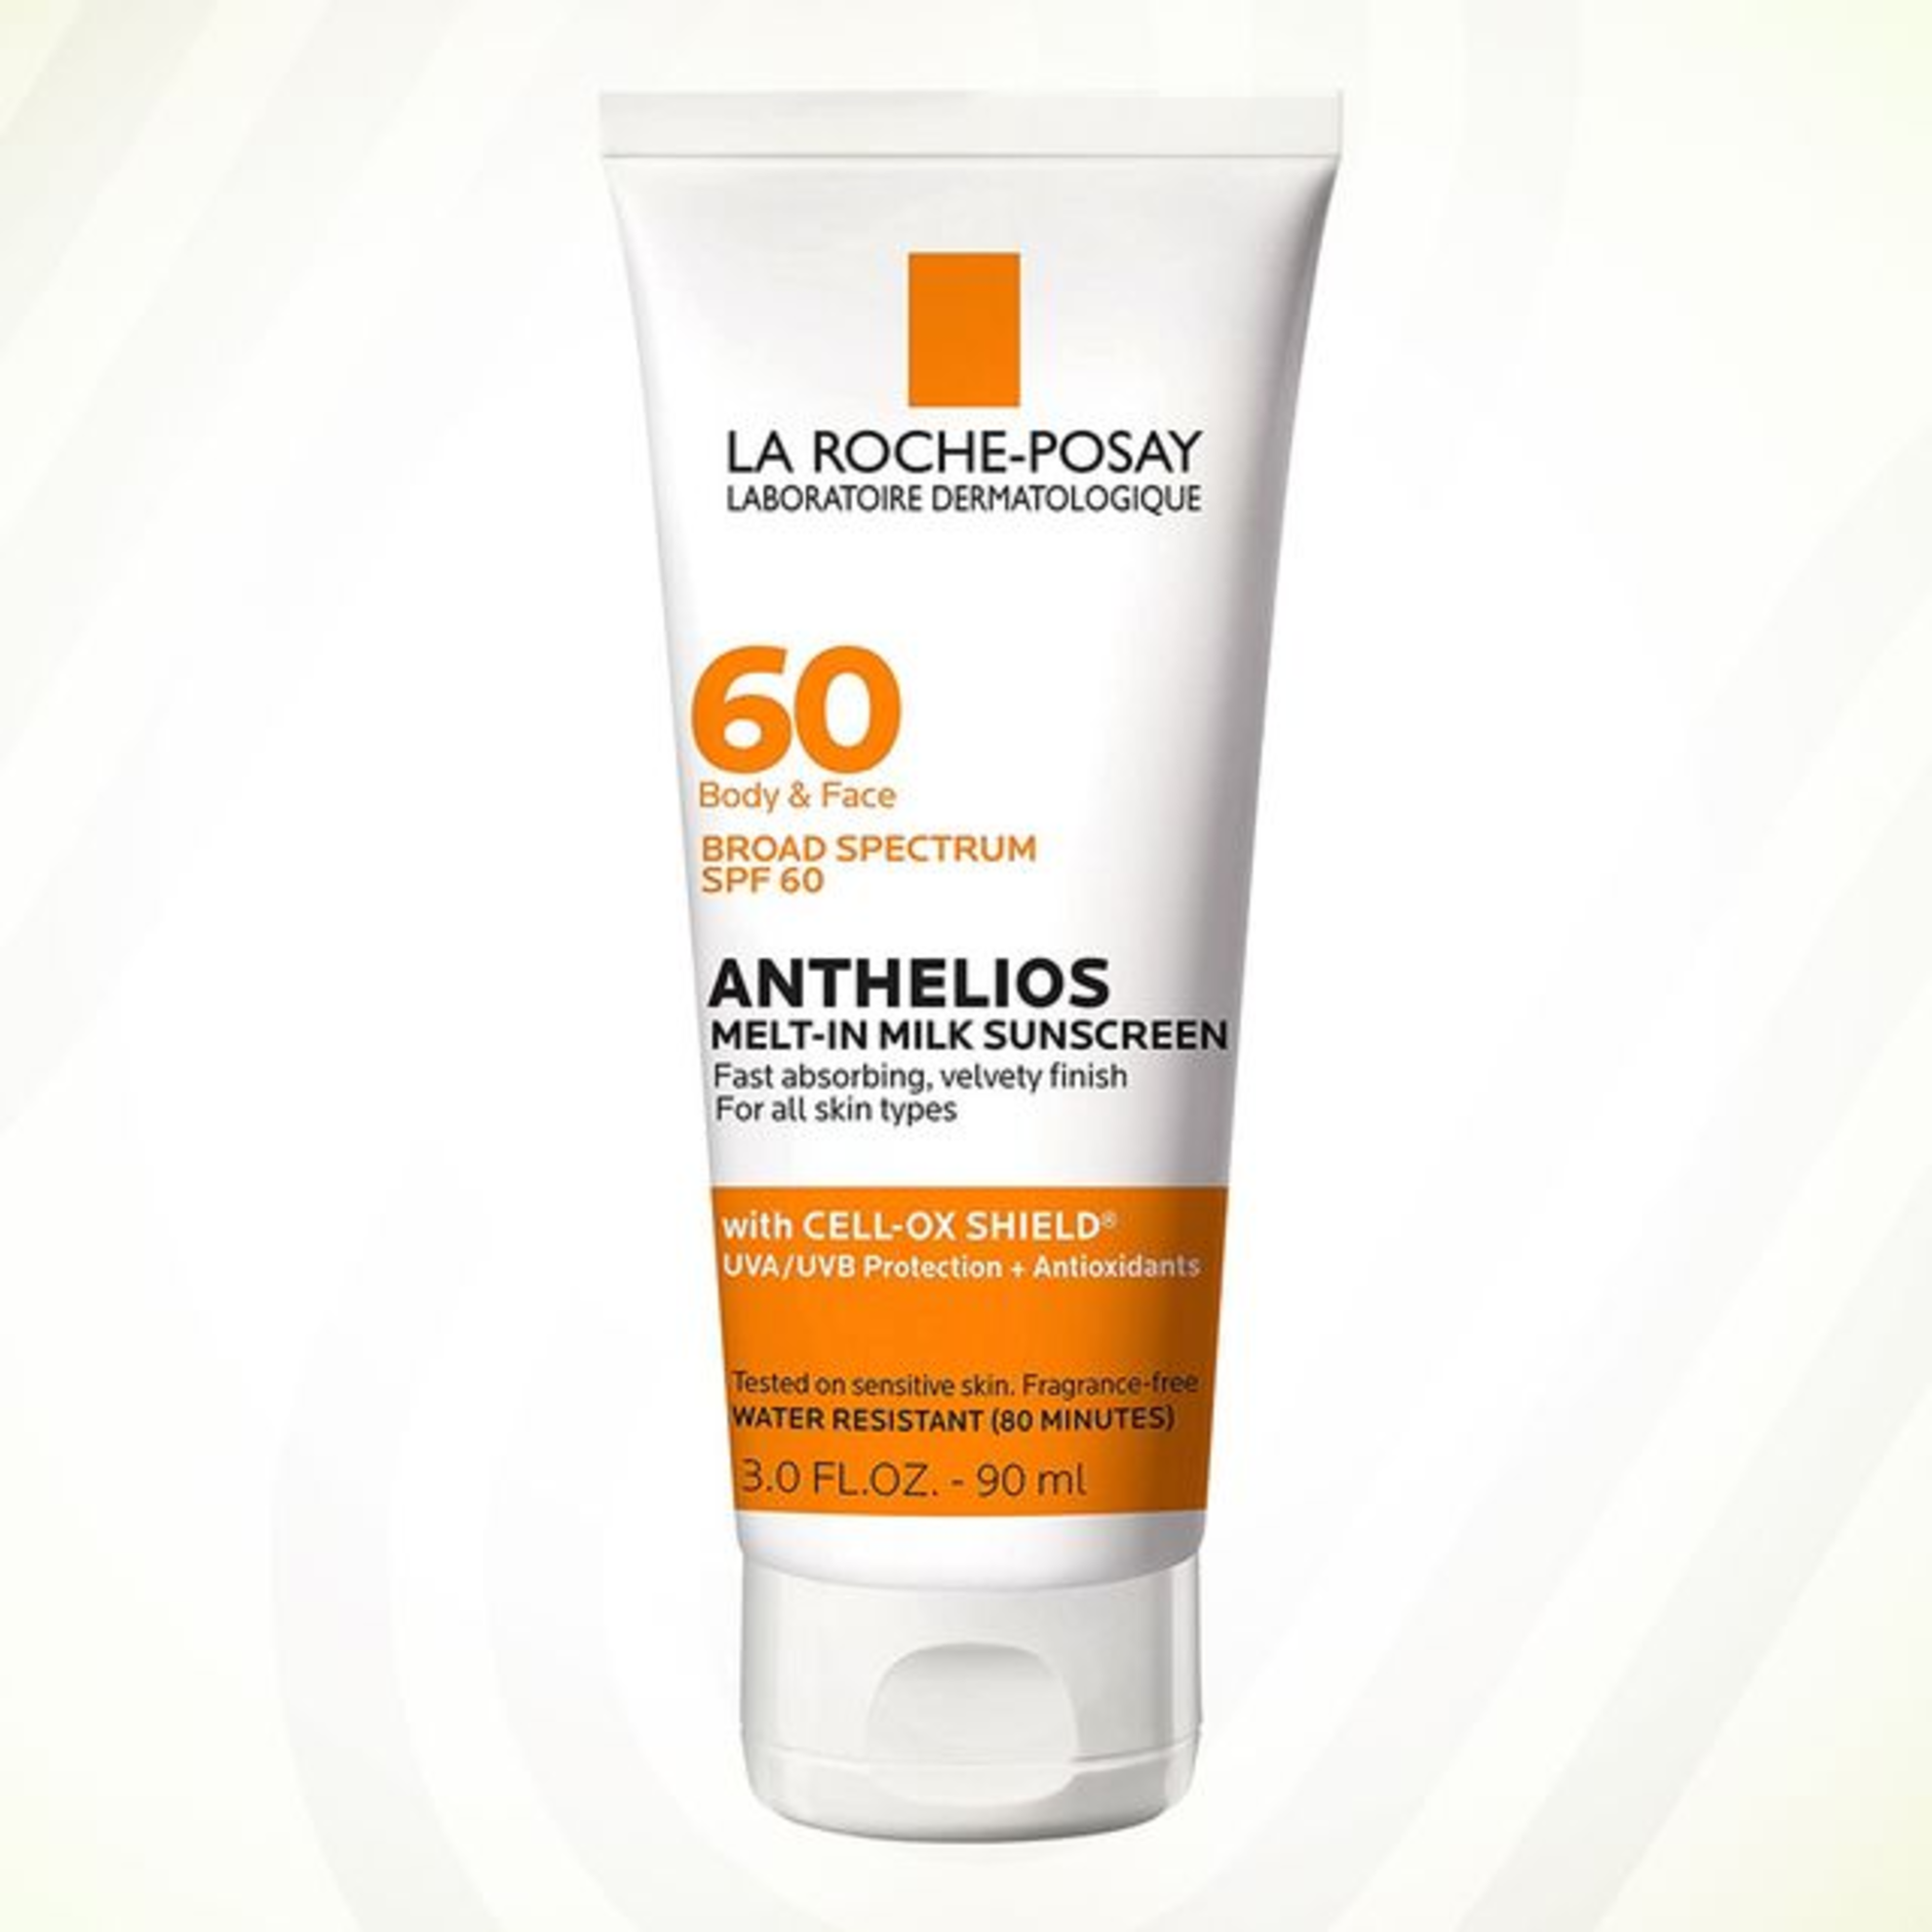 LA ROCHE-POSAY
LABORATOIRE DERMATOLOGIQUE
60
Body & Face
BROAD SPECTRUM
SPF 60
ANTHELIOS
MELT-IN MILK SUNSCREEN
Fast absorbing, velvety finish
For all skin types
with CELL-OX SHIELD®
UVA/UVB Protection + Antioxidants
Tested on sensitive skin. Fragrance-free
WATER RESISTANT (80 MINUTES)
3.0 FL.OZ. - 90 ml